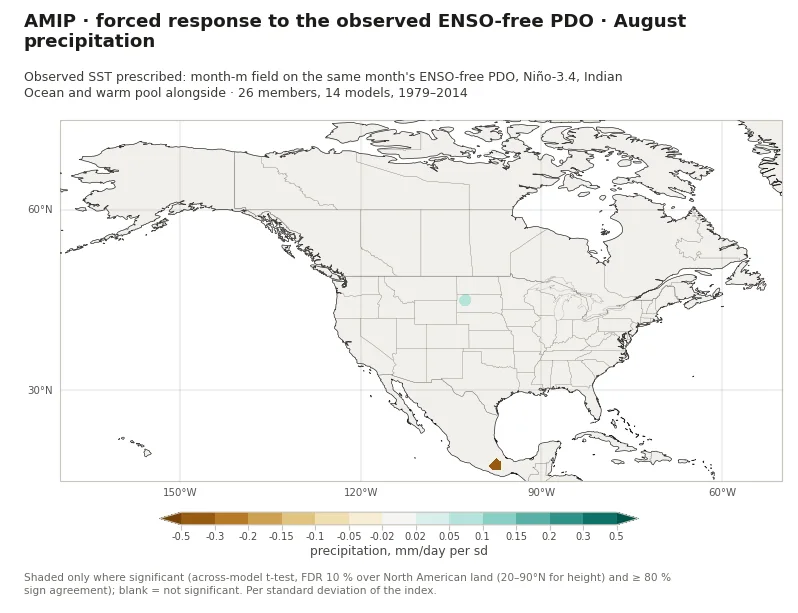 AMIP · forced response to the observed ENSO-free PDO · August
precipitation
Observed SST prescribed: month-m field on the same month's ENSO-free PDO, Niño-3.4, Indian
Ocean and warm pool alongside · 26 members, 14 models, 1979–2014
60°N
30°N
150°W 120°W 90°W 60°W
-0.5 -0.3 -0.2 -0.15 -0.1 -0.05 -0.02 0.02 0.05 0.1 0.15 0.2 0.3 0.5
precipitation, mm/day per sd
Shaded only where significant (across-model t-test, FDR 10 % over North American land (20–90°N for height) and ≥ 80 %
sign agreement); blank = not significant. Per standard deviation of the index.